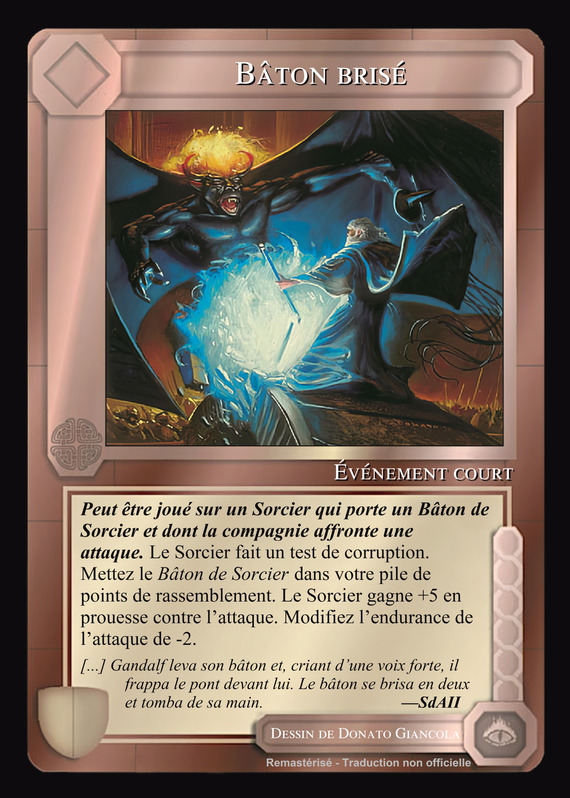 Bâton brisé
Événement court
Peut être joué sur un Sorcier qui porte un Bâton de
Sorcier et dont la compagnie affronte une
attaque. Le Sorcier fait un test de corruption.
Mettez le Bâton de Sorcier dans votre pile de
points de rassemblement. Le Sorcier gagne +5 en
prouesse contre l’attaque. Modifiez l’endurance de
l’attaque de -2.
[...] Gandalf leva son bâton et, criant d’une voix forte, il
frappa le pont devant lui. Le bâton se brisa en deux
et tomba de sa main. —SdAII
Dessin de Donato Giancola
Remastérisé - Traduction non officielle